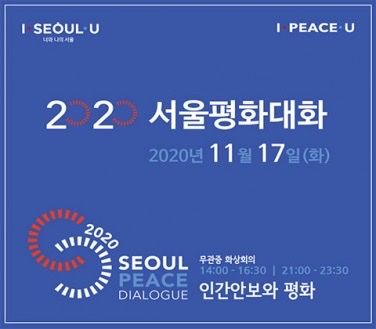 I·SEOUL·U
너와 나의 서울
I·PEACE·U
2020 서울평화대화
2020년 11월 17일(화)
2020
SEOUL
PEACE
DIALOGUE
무관중 화상회의
14:00 - 16:30 | 21:00 - 23:30
인간안보와 평화